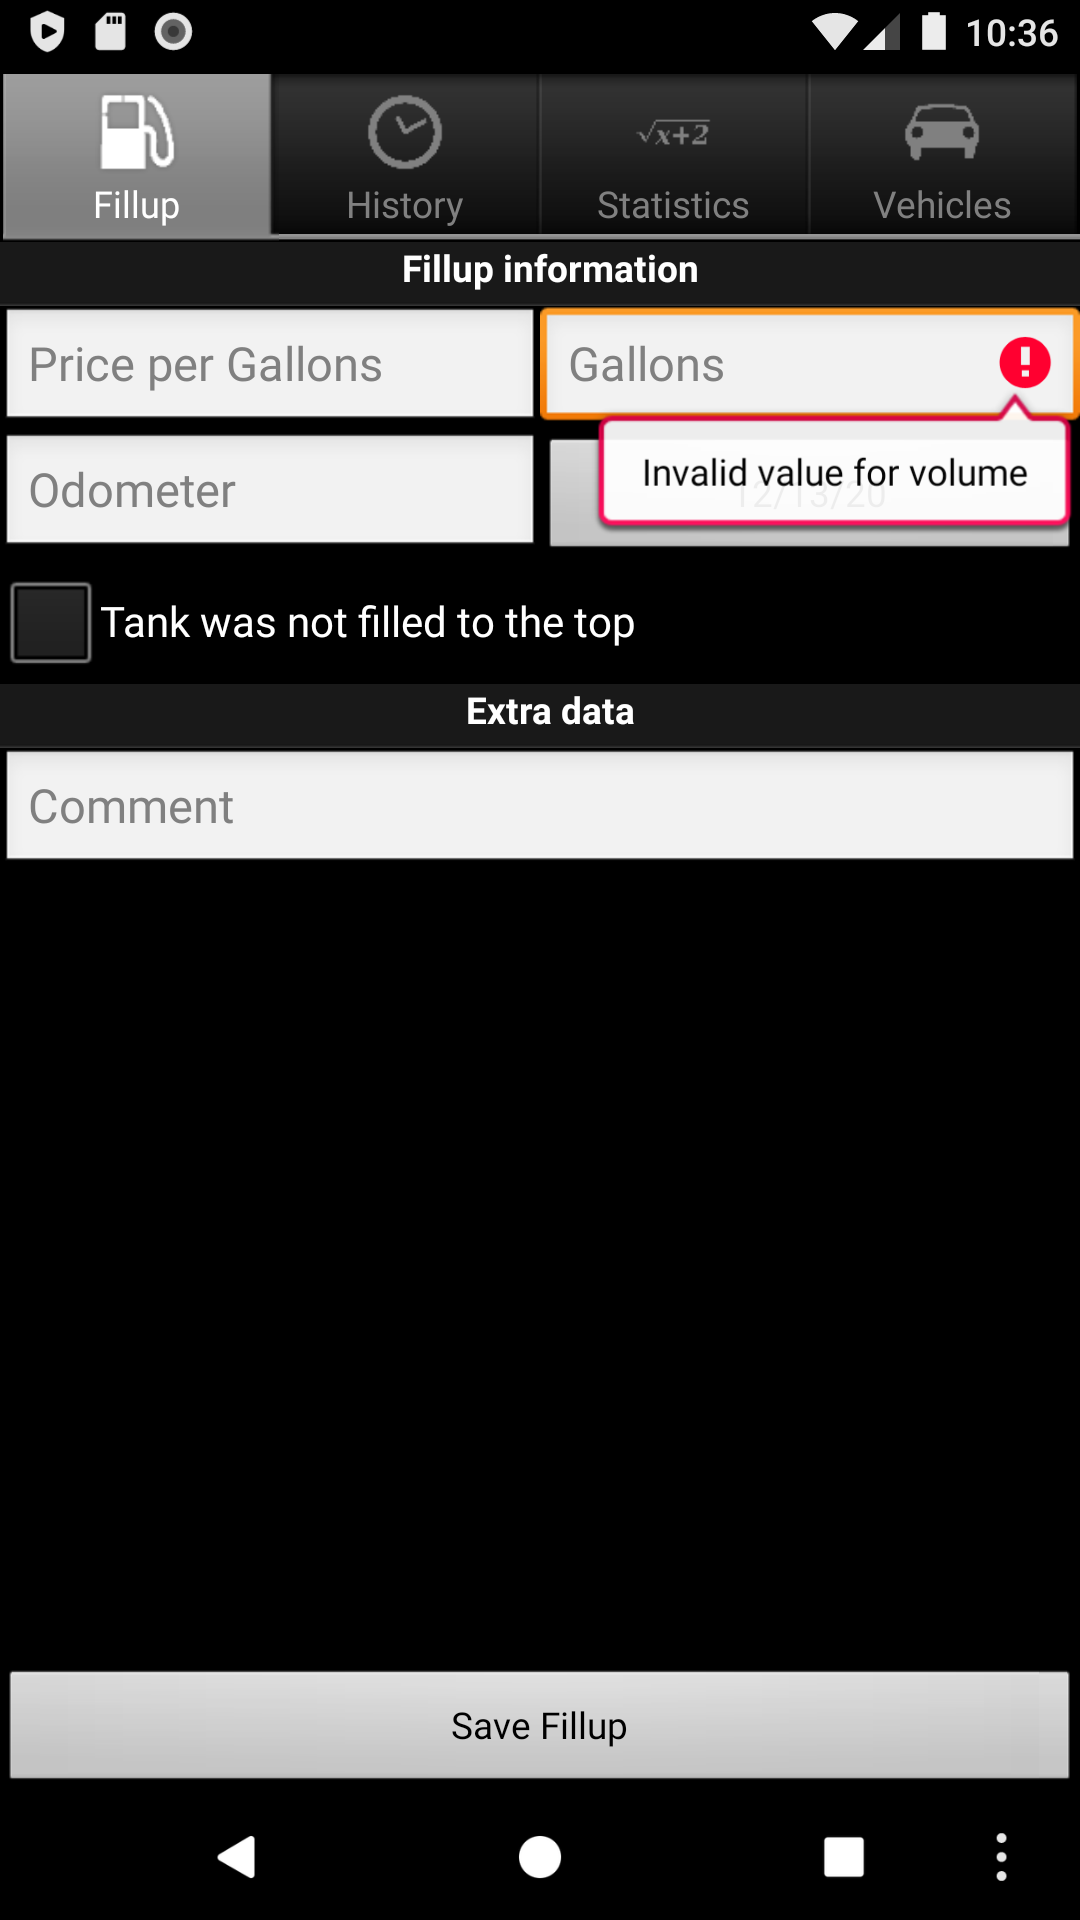 10:36
√x+2
Fillup
History
Statistics
Vehicles
Fillup information
Price per Gallons
Gallons
Invalid value for volume
Odometer
12/13/20
Tank was not filled to the top
Extra data
Comment
Save Fillup